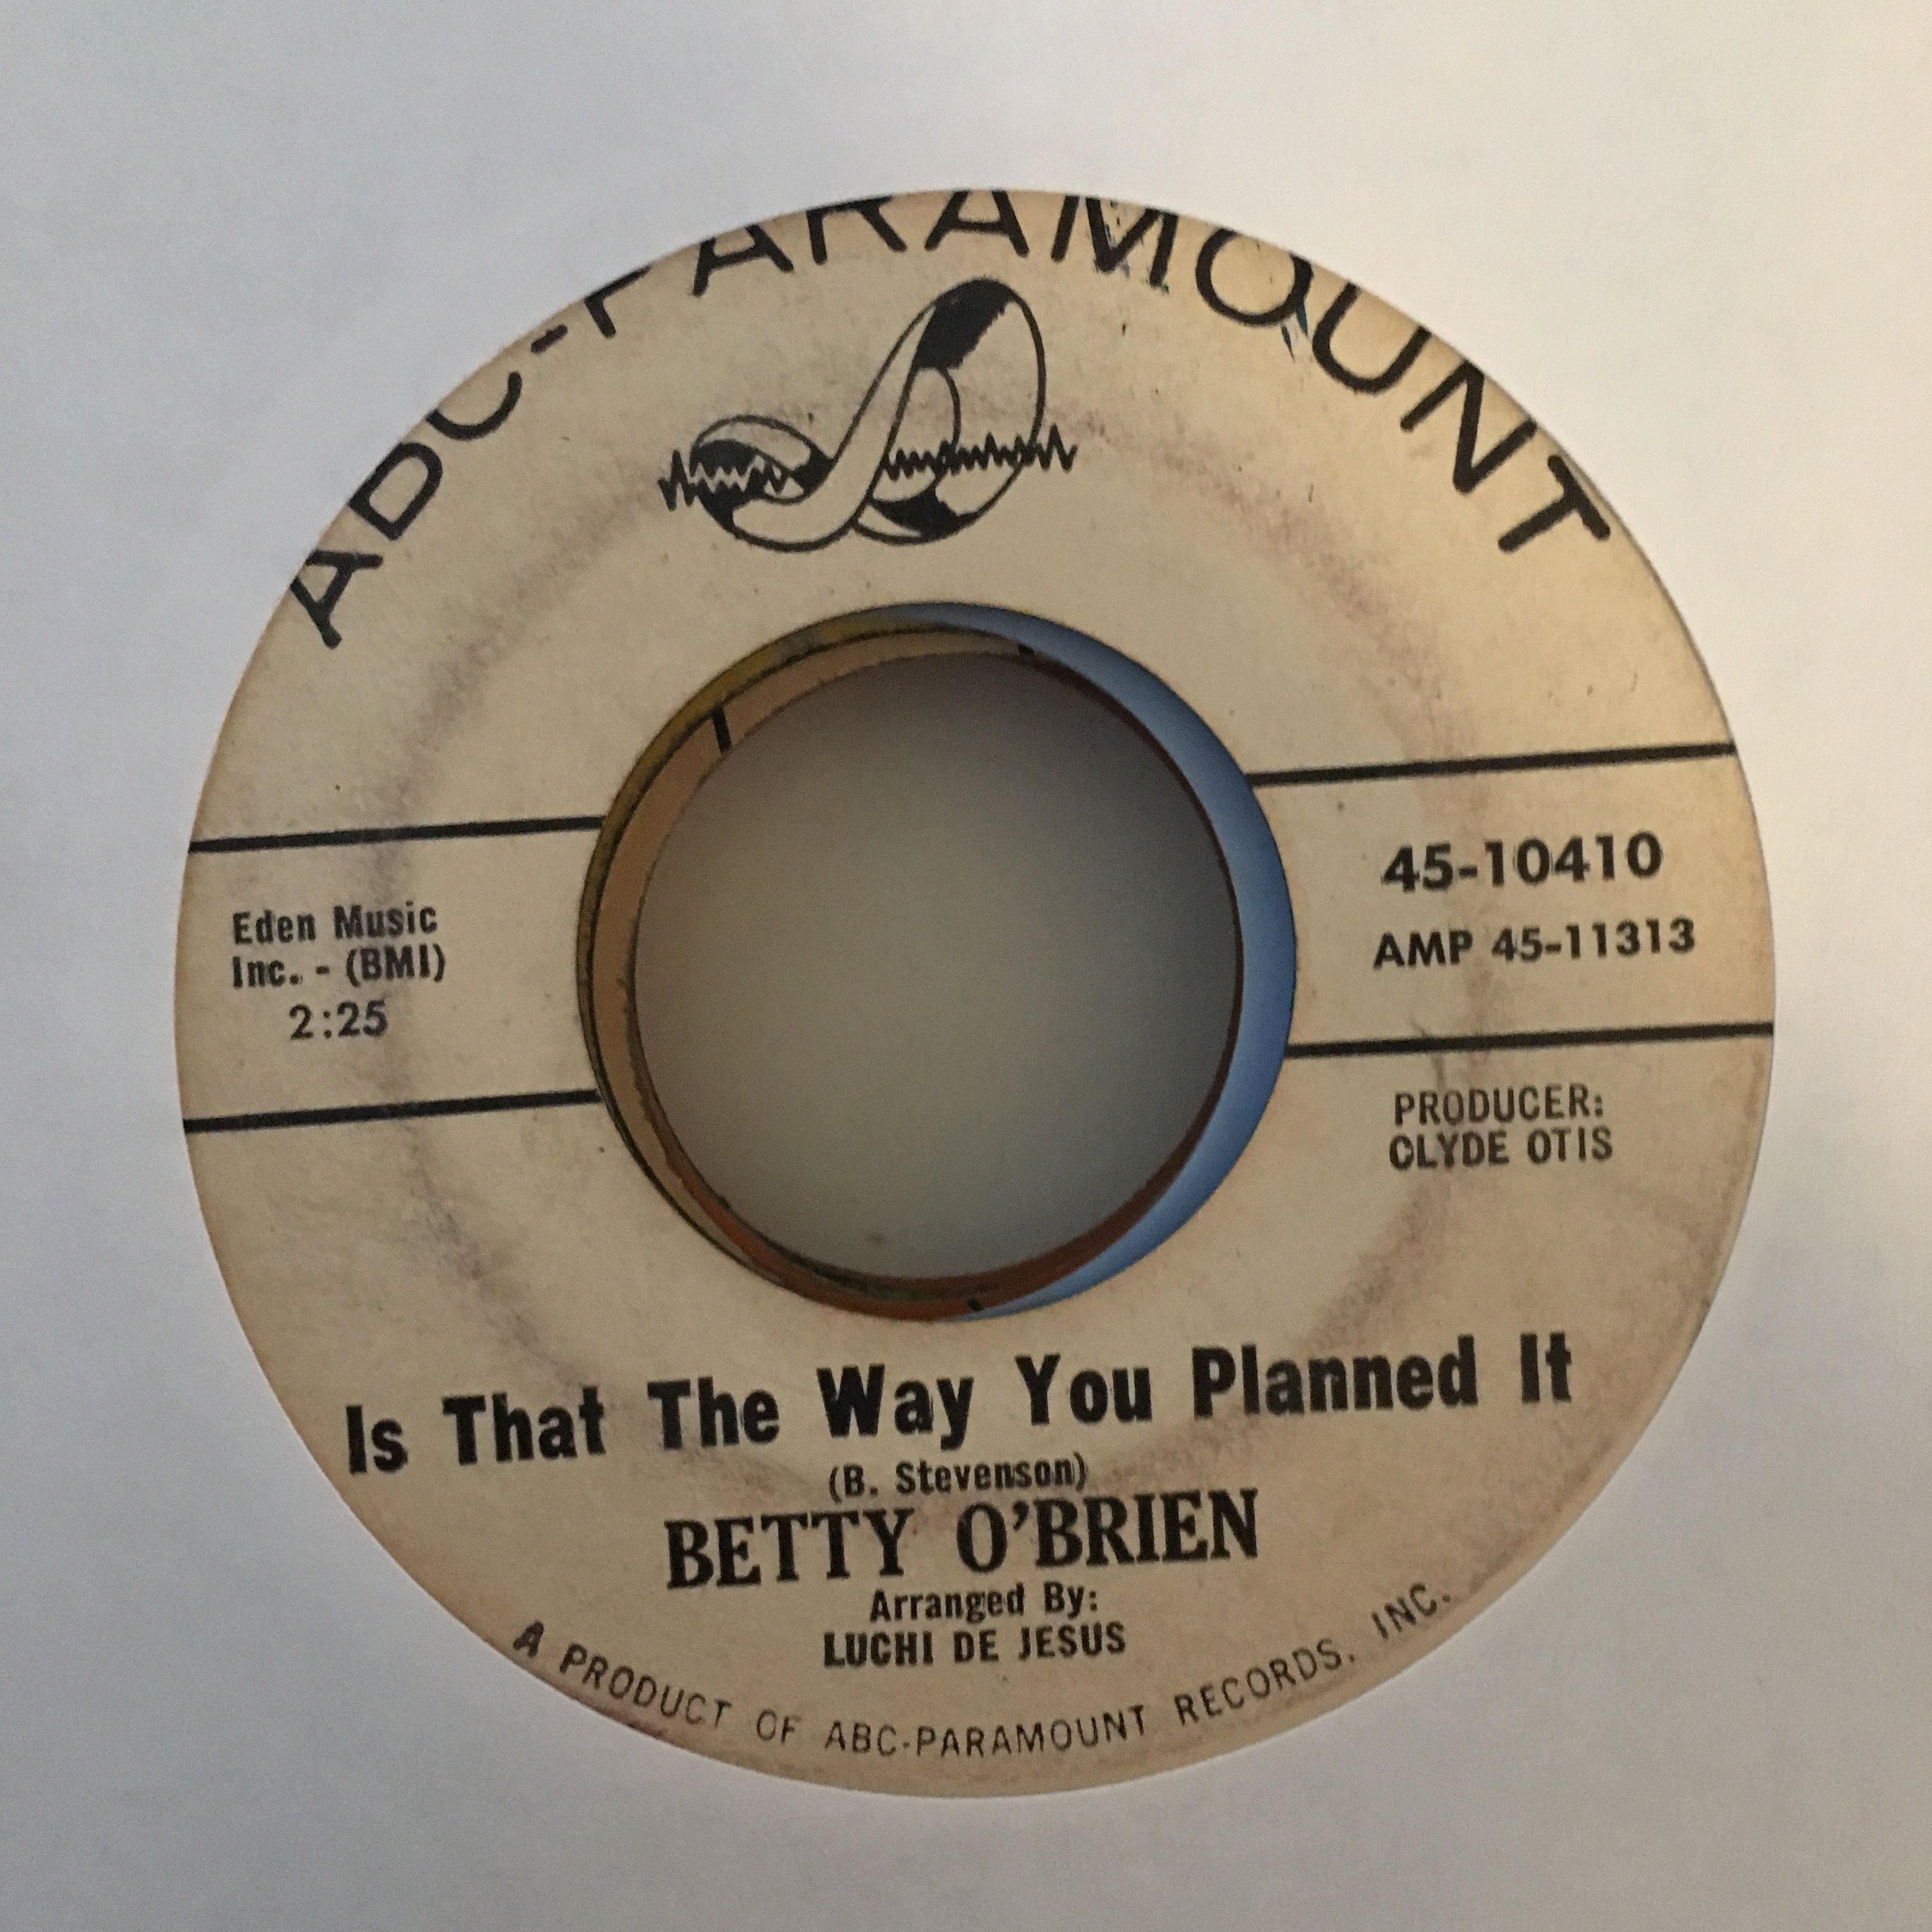 ABC-PARAMOUNT
Eden Music
Inc. - (BMI)
2:25
45-10410
AMP 45-11313
PRODUCER:
CLYDE OTIS
Is That The Way You Planned It
(B. Stevenson)
BETTY O'BRIEN
Arranged By:
LUCHI DE JESUS
A PRODUCT OF ABC-PARAMOUNT RECORDS, INC.